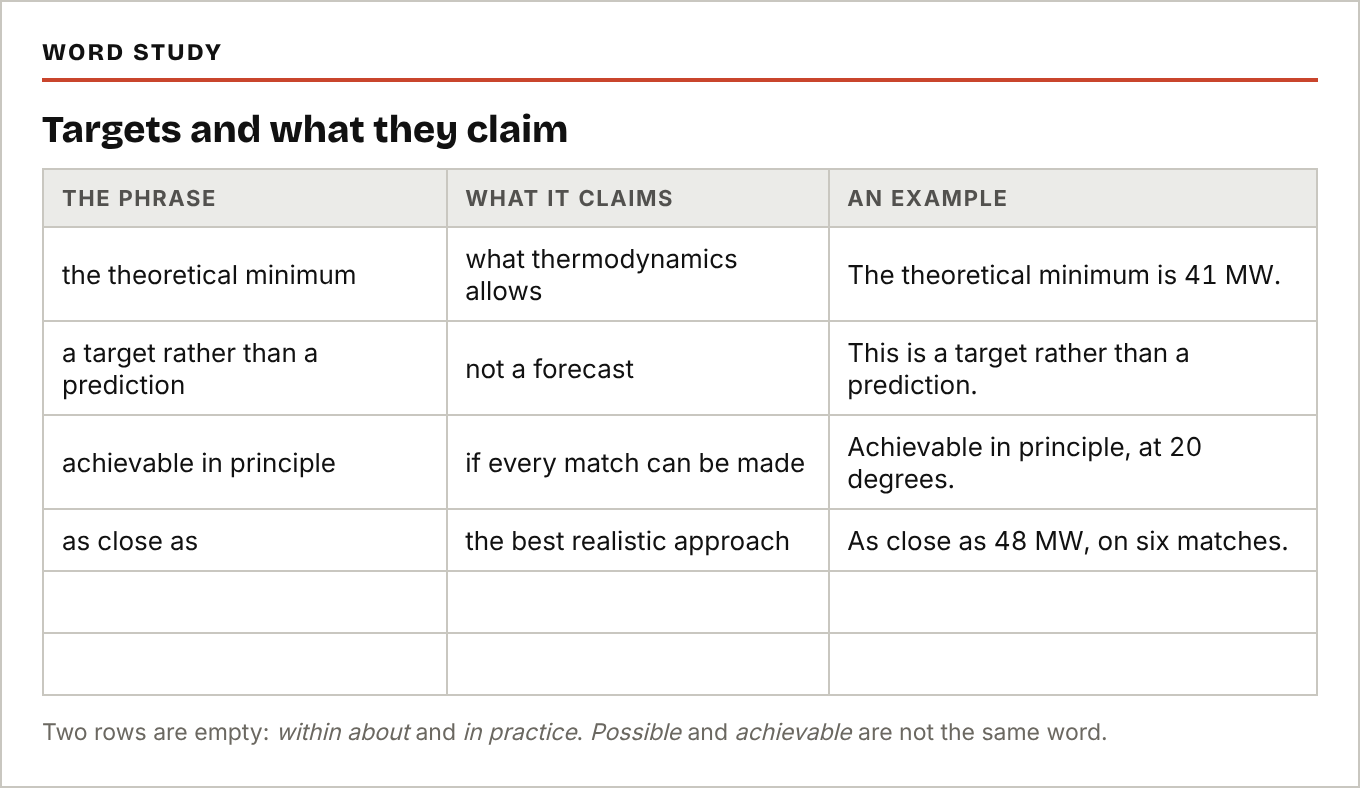 WORD STUDY
Targets and what they claim
THE PHRASE
WHAT IT CLAIMS
AN EXAMPLE
the theoretical minimum
what thermodynamics
allows
The theoretical minimum is 41 MW.
a target rather than a
prediction
not a forecast
This is a target rather than a
prediction.
achievable in principle
if every match can be made
Achievable in principle, at 20
degrees.
as close as
the best realistic approach
As close as 48 MW, on six matches.
Two rows are empty: within about and in practice. Possible and achievable are not the same word.